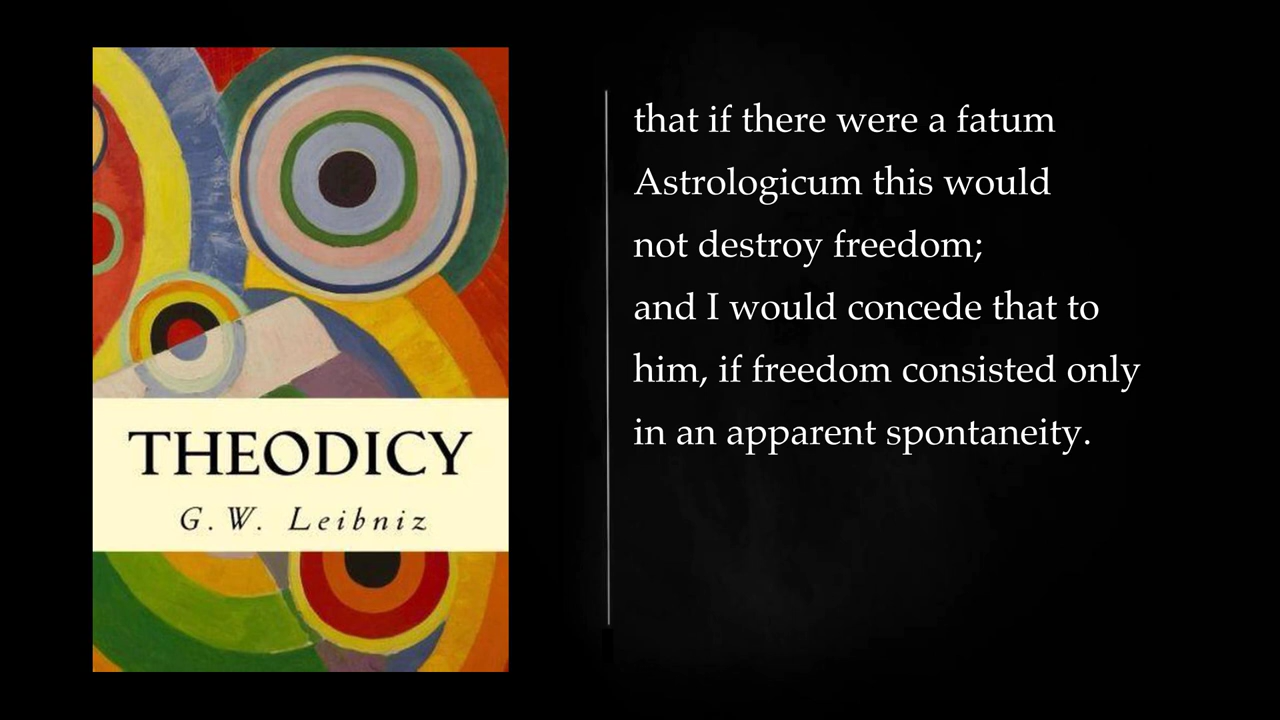 THEODICY
G. W. Leibniz
that if there were a fatum
Astrologicum this would
not destroy freedom;
and I would concede that to
him, if freedom consisted only
in an apparent spontaneity.